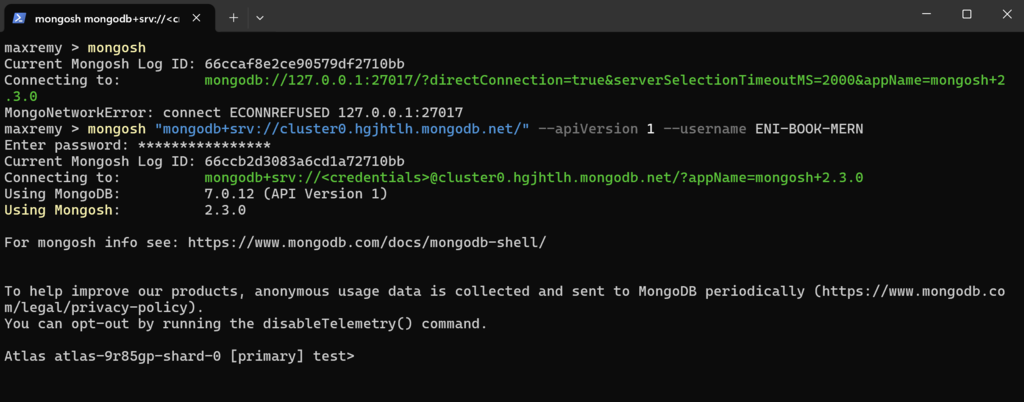 mongosh mongodb+srv://<c
maxremy > mongosh
Current Mongosh Log ID: 66ccaf8e2ce90579df2710bb
Connecting to: mongodb://127.0.0.1:27017/?directConnection=true&serverSelectionTimeoutMS=2000&appName=mongosh+2
.3.0
MongoNetworkError: connect ECONNREFUSED 127.0.0.1:27017
maxremy > mongosh "mongodb+srv://cluster0.hgjhtlh.mongodb.net/" --apiVersion 1 --username ENI-BOOK-MERN
Enter password: ****************
Current Mongosh Log ID: 66ccb2d3083a6cd1a72710bb
Connecting to: mongodb+srv://<credentials>@cluster0.hgjhtlh.mongodb.net/?appName=mongosh+2.3.0
Using MongoDB: 7.0.12 (API Version 1)
Using Mongosh: 2.3.0
For mongosh info see: https://www.mongodb.com/docs/mongodb-shell/
To help improve our products, anonymous usage data is collected and sent to MongoDB periodically (https://www.mongodb.co
m/legal/privacy-policy).
You can opt-out by running the disableTelemetry() command.
Atlas atlas-9r85gp-shard-0 [primary] test>